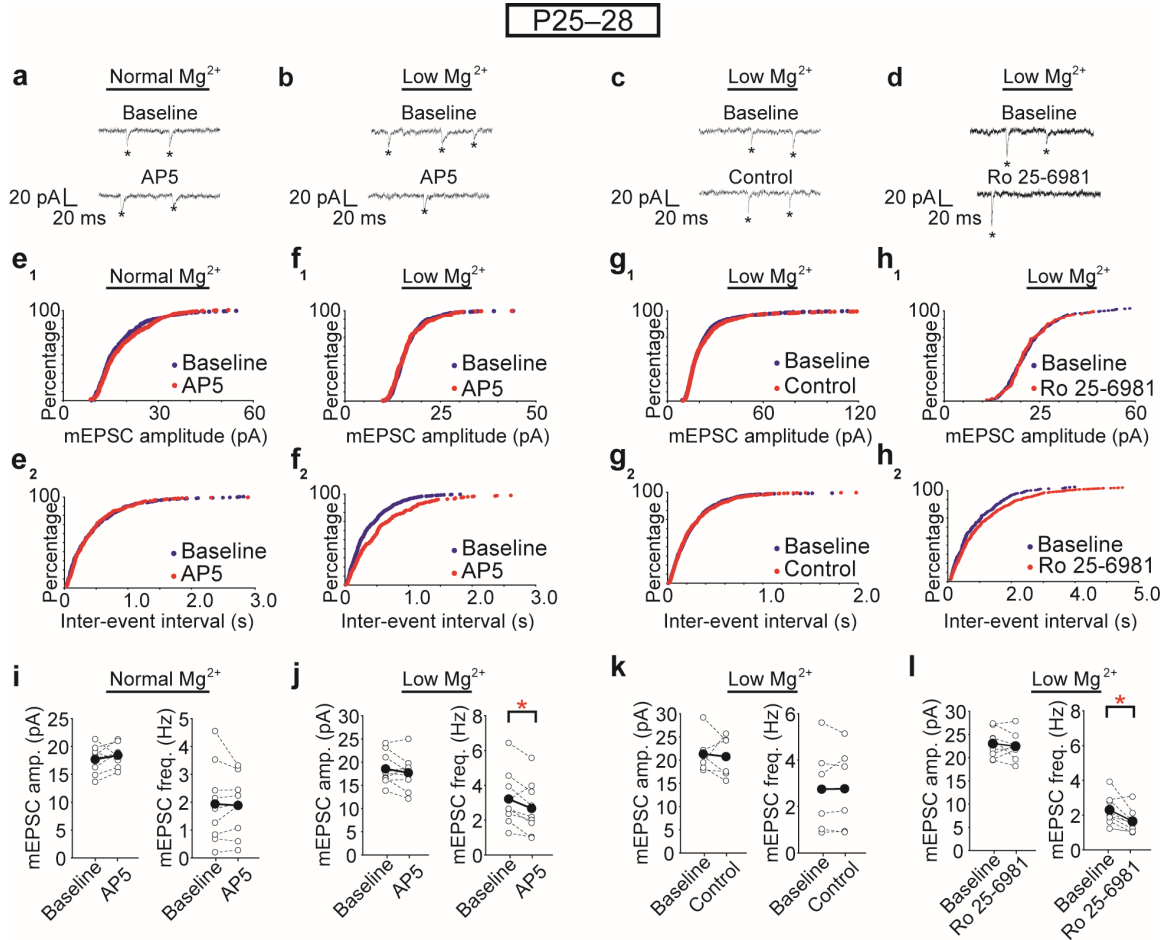 P25–28
a Normal Mg2+
Baseline
* *
AP5
20 pA
20 ms
* *
b Low Mg2+
Baseline
* * *
AP5
20 pA
20 ms
*
c Low Mg2+
Baseline
* *
Control
20 pA
20 ms
* *
d Low Mg2+
Baseline
* *
Ro 25-6981
20 pA
20 ms
*
e1 Normal Mg2+
100
Percentage
Baseline
AP5
0 30 60
mEPSC amplitude (pA)
f1 Low Mg2+
100
Percentage
Baseline
AP5
0 25 50
mEPSC amplitude (pA)
g1 Low Mg2+
100
Percentage
Baseline
Control
0 60 120
mEPSC amplitude (pA)
h1 Low Mg2+
100
Percentage
Baseline
Ro 25-6981
0 25 60
mEPSC amplitude (pA)
e2
100
Percentage
Baseline
AP5
0 1.0 2.0 3.0
Inter-event interval (s)
f2
100
Percentage
Baseline
AP5
0 1.0 2.0 3.0
Inter-event interval (s)
g2
100
Percentage
Baseline
Control
0 1.0 2.0
Inter-event interval (s)
h2
100
Percentage
Baseline
Ro 25-6981
0 2.0 4.0 5.0
Inter-event interval (s)
i Normal Mg2+
mEPSC amp. (pA)
25
20
15
10
5
0
Baseline
AP5
mEPSC freq. (Hz)
5
4
3
2
1
0
Baseline
AP5
j Low Mg2+
mEPSC amp. (pA)
30
25
20
15
10
5
0
Baseline
AP5
*
mEPSC freq. (Hz)
8
6
4
2
0
Baseline
AP5
k Low Mg2+
mEPSC amp. (pA)
30
25
20
15
10
5
0
Baseline
Control
mEPSC freq. (Hz)
6
4
2
0
Baseline
Control
l Low Mg2+
mEPSC amp. (pA)
30
25
20
15
10
5
0
Baseline
Ro 25-6981
*
mEPSC freq. (Hz)
8
6
4
2
0
Baseline
Ro 25-6981